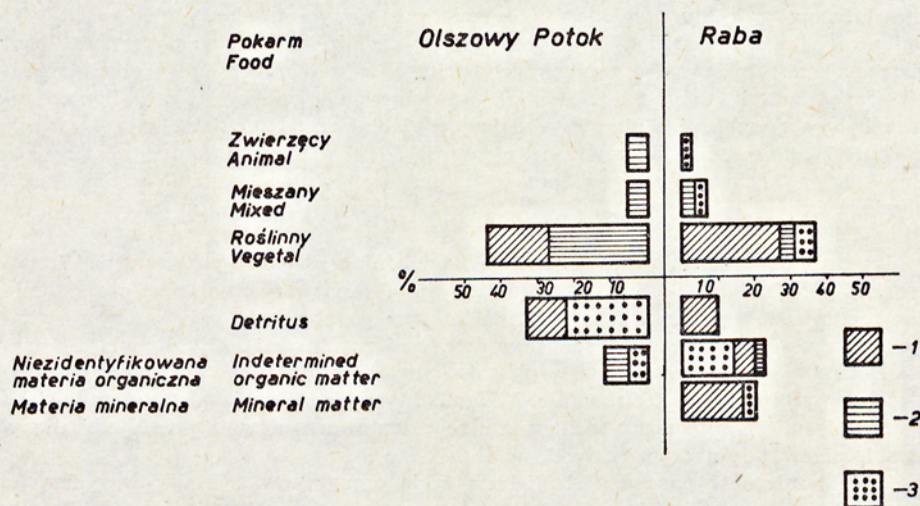 Pokarm
Food
Olszowy Potok
Raba
Zwierzęcy
Animal
Mieszany
Mixed
Roślinny
Vegetal
% 50 40 30 20 10 10 20 30 40 50
Detritus
Niezidentyfikowana
materia organiczna
Indetermined
organic matter
Materia mineralna
Mineral matter
-1
-2
-3